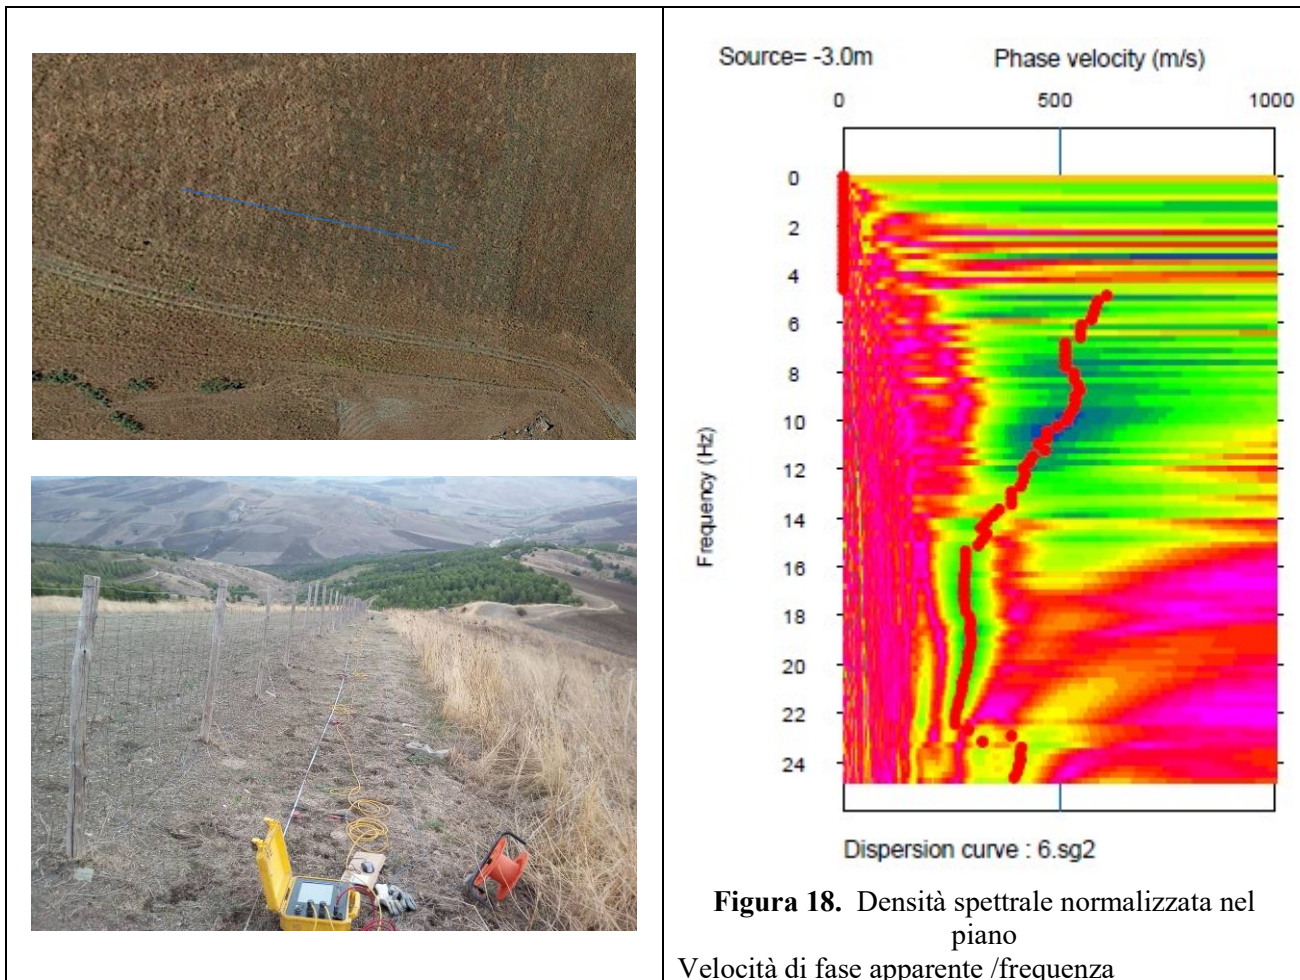 Source= -3.0m
Phase velocity (m/s)
0 500 1000
0
2
4
6
8
10
12
14
16
18
20
22
24
Frequency (Hz)
Dispersion curve : 6.sg2
Figura 18. Densità spettrale normalizzata nel
piano
Velocità di fase apparente /frequenza